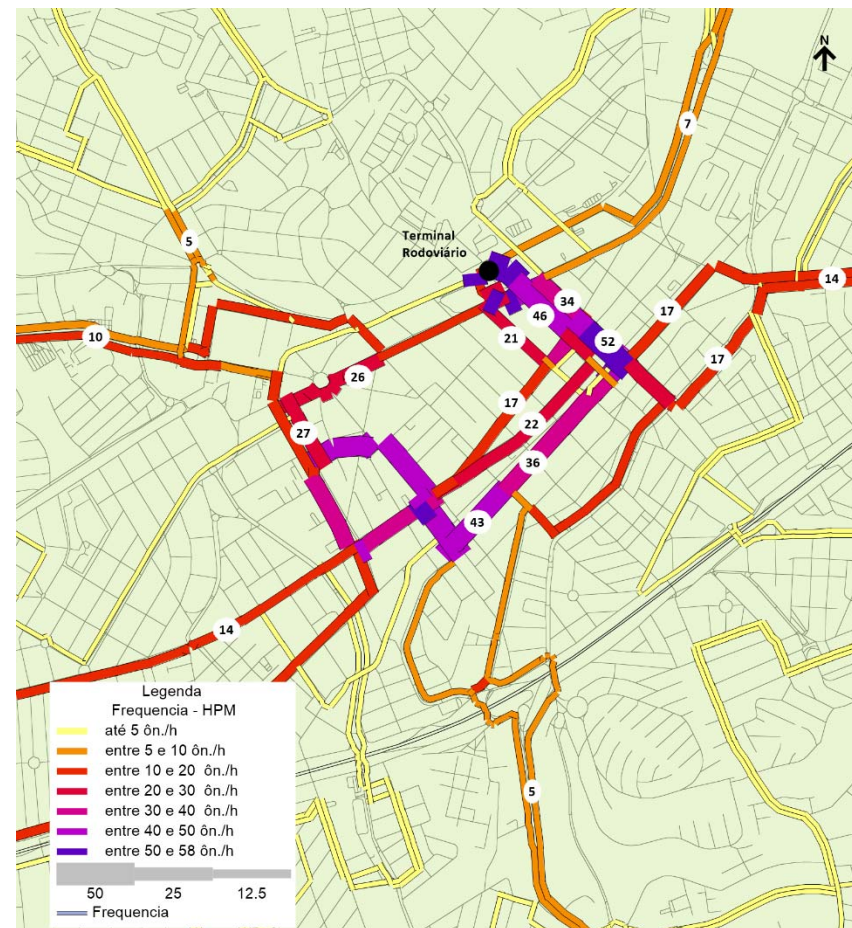 N
7
Terminal
Rodoviário
5
34
14
46
17
10
21
52
17
26
17
22
27
36
43
14
5
Legenda
Frequencia - HPM
até 5 ôn./h
entre 5 e 10 ôn./h
entre 10 e 20 ôn./h
entre 20 e 30 ôn./h
entre 30 e 40 ôn./h
entre 40 e 50 ôn./h
entre 50 e 58 ôn./h
50 25 12.5
Frequencia